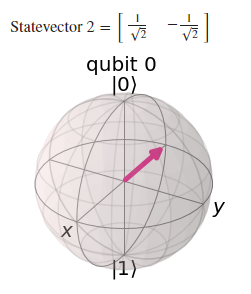 Statevector 2 = [ 1/√2 −1/√2 ]
qubit 0
|0⟩
x
y
|1⟩